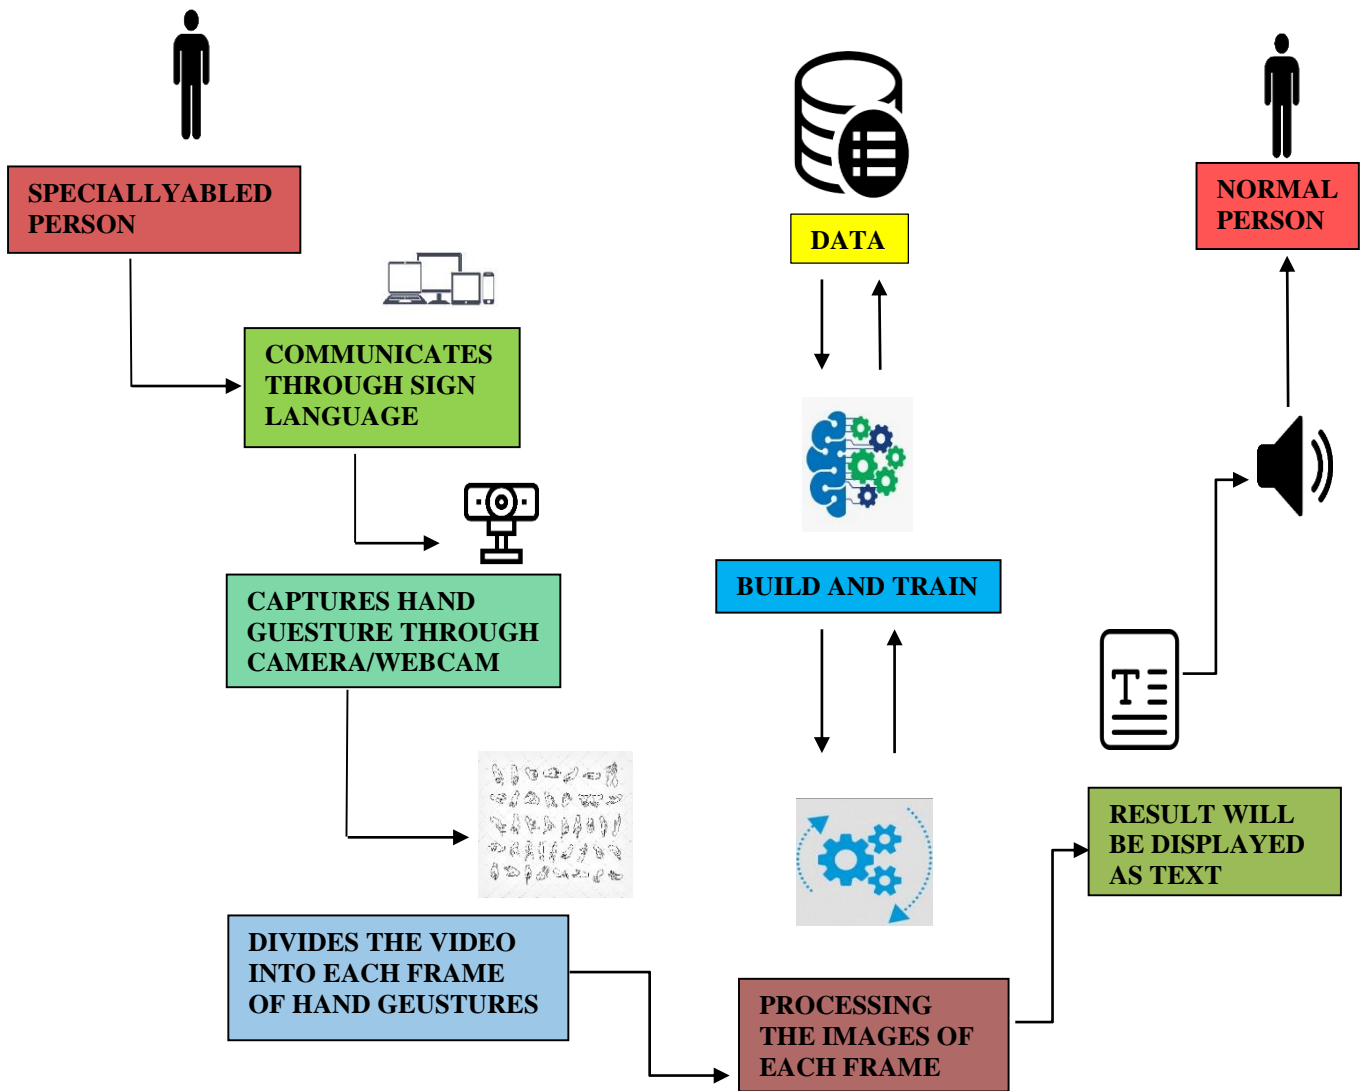 SPECIALLYABLED
PERSON
COMMUNICATES
THROUGH SIGN
LANGUAGE
CAPTURES HAND
GUESTURE THROUGH
CAMERA/WEBCAM
DIVIDES THE VIDEO
INTO EACH FRAME
OF HAND GEUSTURES
DATA
BUILD AND TRAIN
PROCESSING
THE IMAGES OF
EACH FRAME
RESULT WILL
BE DISPLAYED
AS TEXT
T
NORMAL
PERSON